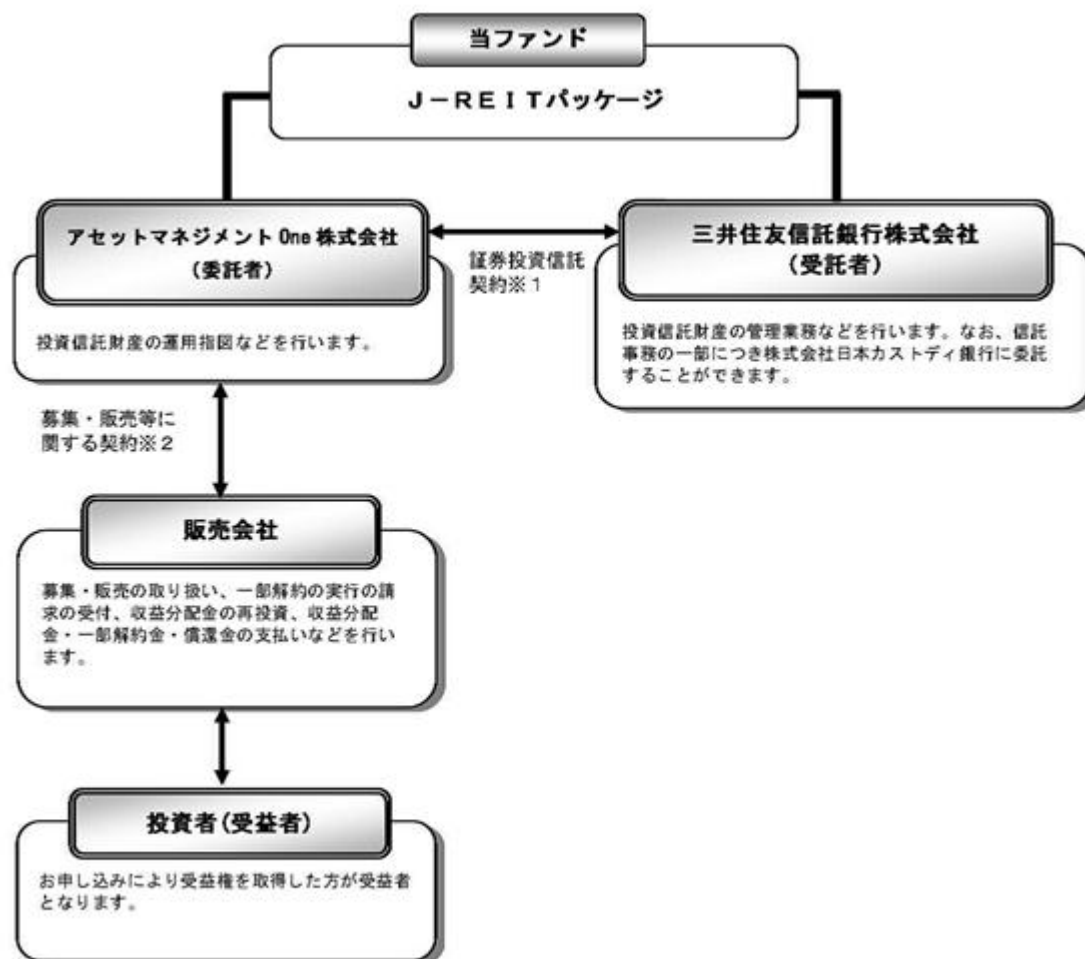 当ファンド
J-REITパッケージ
アセットマネジメント One 株式会社
(委託者)
投資信託財産の運用指図などを行います。
証券投資信託
契約※1
三井住友信託銀行株式会社
(受託者)
投資信託財産の管理業務などを行います。なお、信託
事務の一部につき株式会社日本カストディ銀行に委託
することができます。
募集・販売等に
関する契約※2
販売会社
募集・販売の取り扱い、一部解約の実行の請
求の受付、収益分配金の再投資、収益分配
金・一部解約金・償還金の支払いなどを行い
ます。
投資者(受益者)
お申し込みにより受益権を取得した方が受益者
となります。